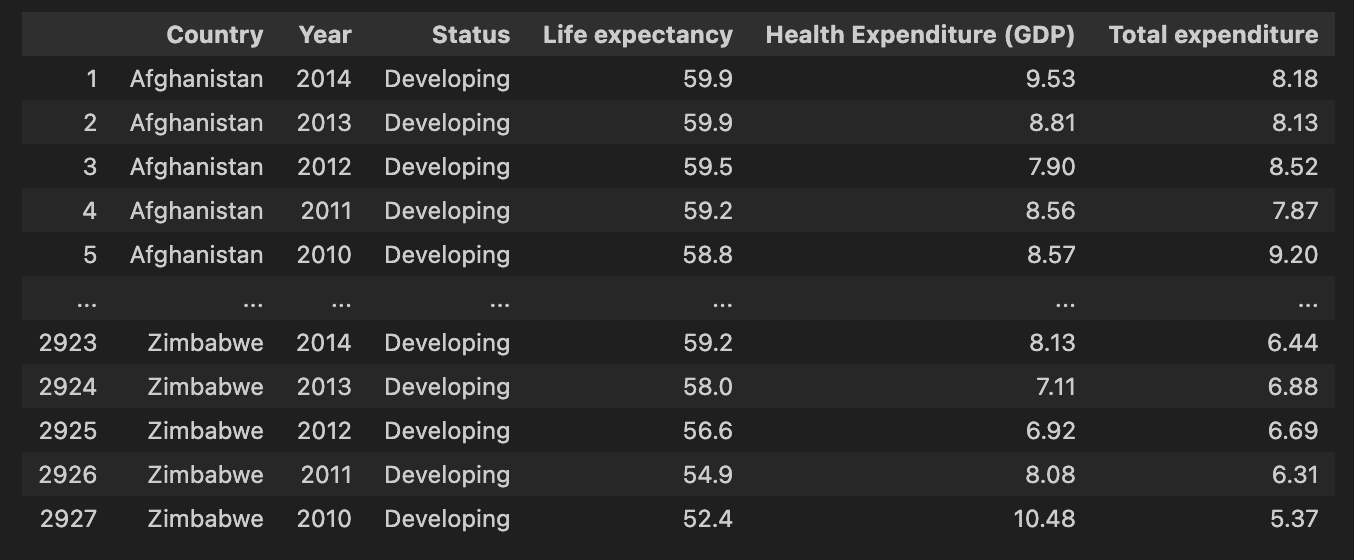 Country Year Status Life expectancy Health Expenditure (GDP) Total expenditure
1 Afghanistan 2014 Developing 59.9 9.53 8.18
2 Afghanistan 2013 Developing 59.9 8.81 8.13
3 Afghanistan 2012 Developing 59.5 7.90 8.52
4 Afghanistan 2011 Developing 59.2 8.56 7.87
5 Afghanistan 2010 Developing 58.8 8.57 9.20
... ... ... ... ... ... ...
2923 Zimbabwe 2014 Developing 59.2 8.13 6.44
2924 Zimbabwe 2013 Developing 58.0 7.11 6.88
2925 Zimbabwe 2012 Developing 56.6 6.92 6.69
2926 Zimbabwe 2011 Developing 54.9 8.08 6.31
2927 Zimbabwe 2010 Developing 52.4 10.48 5.37